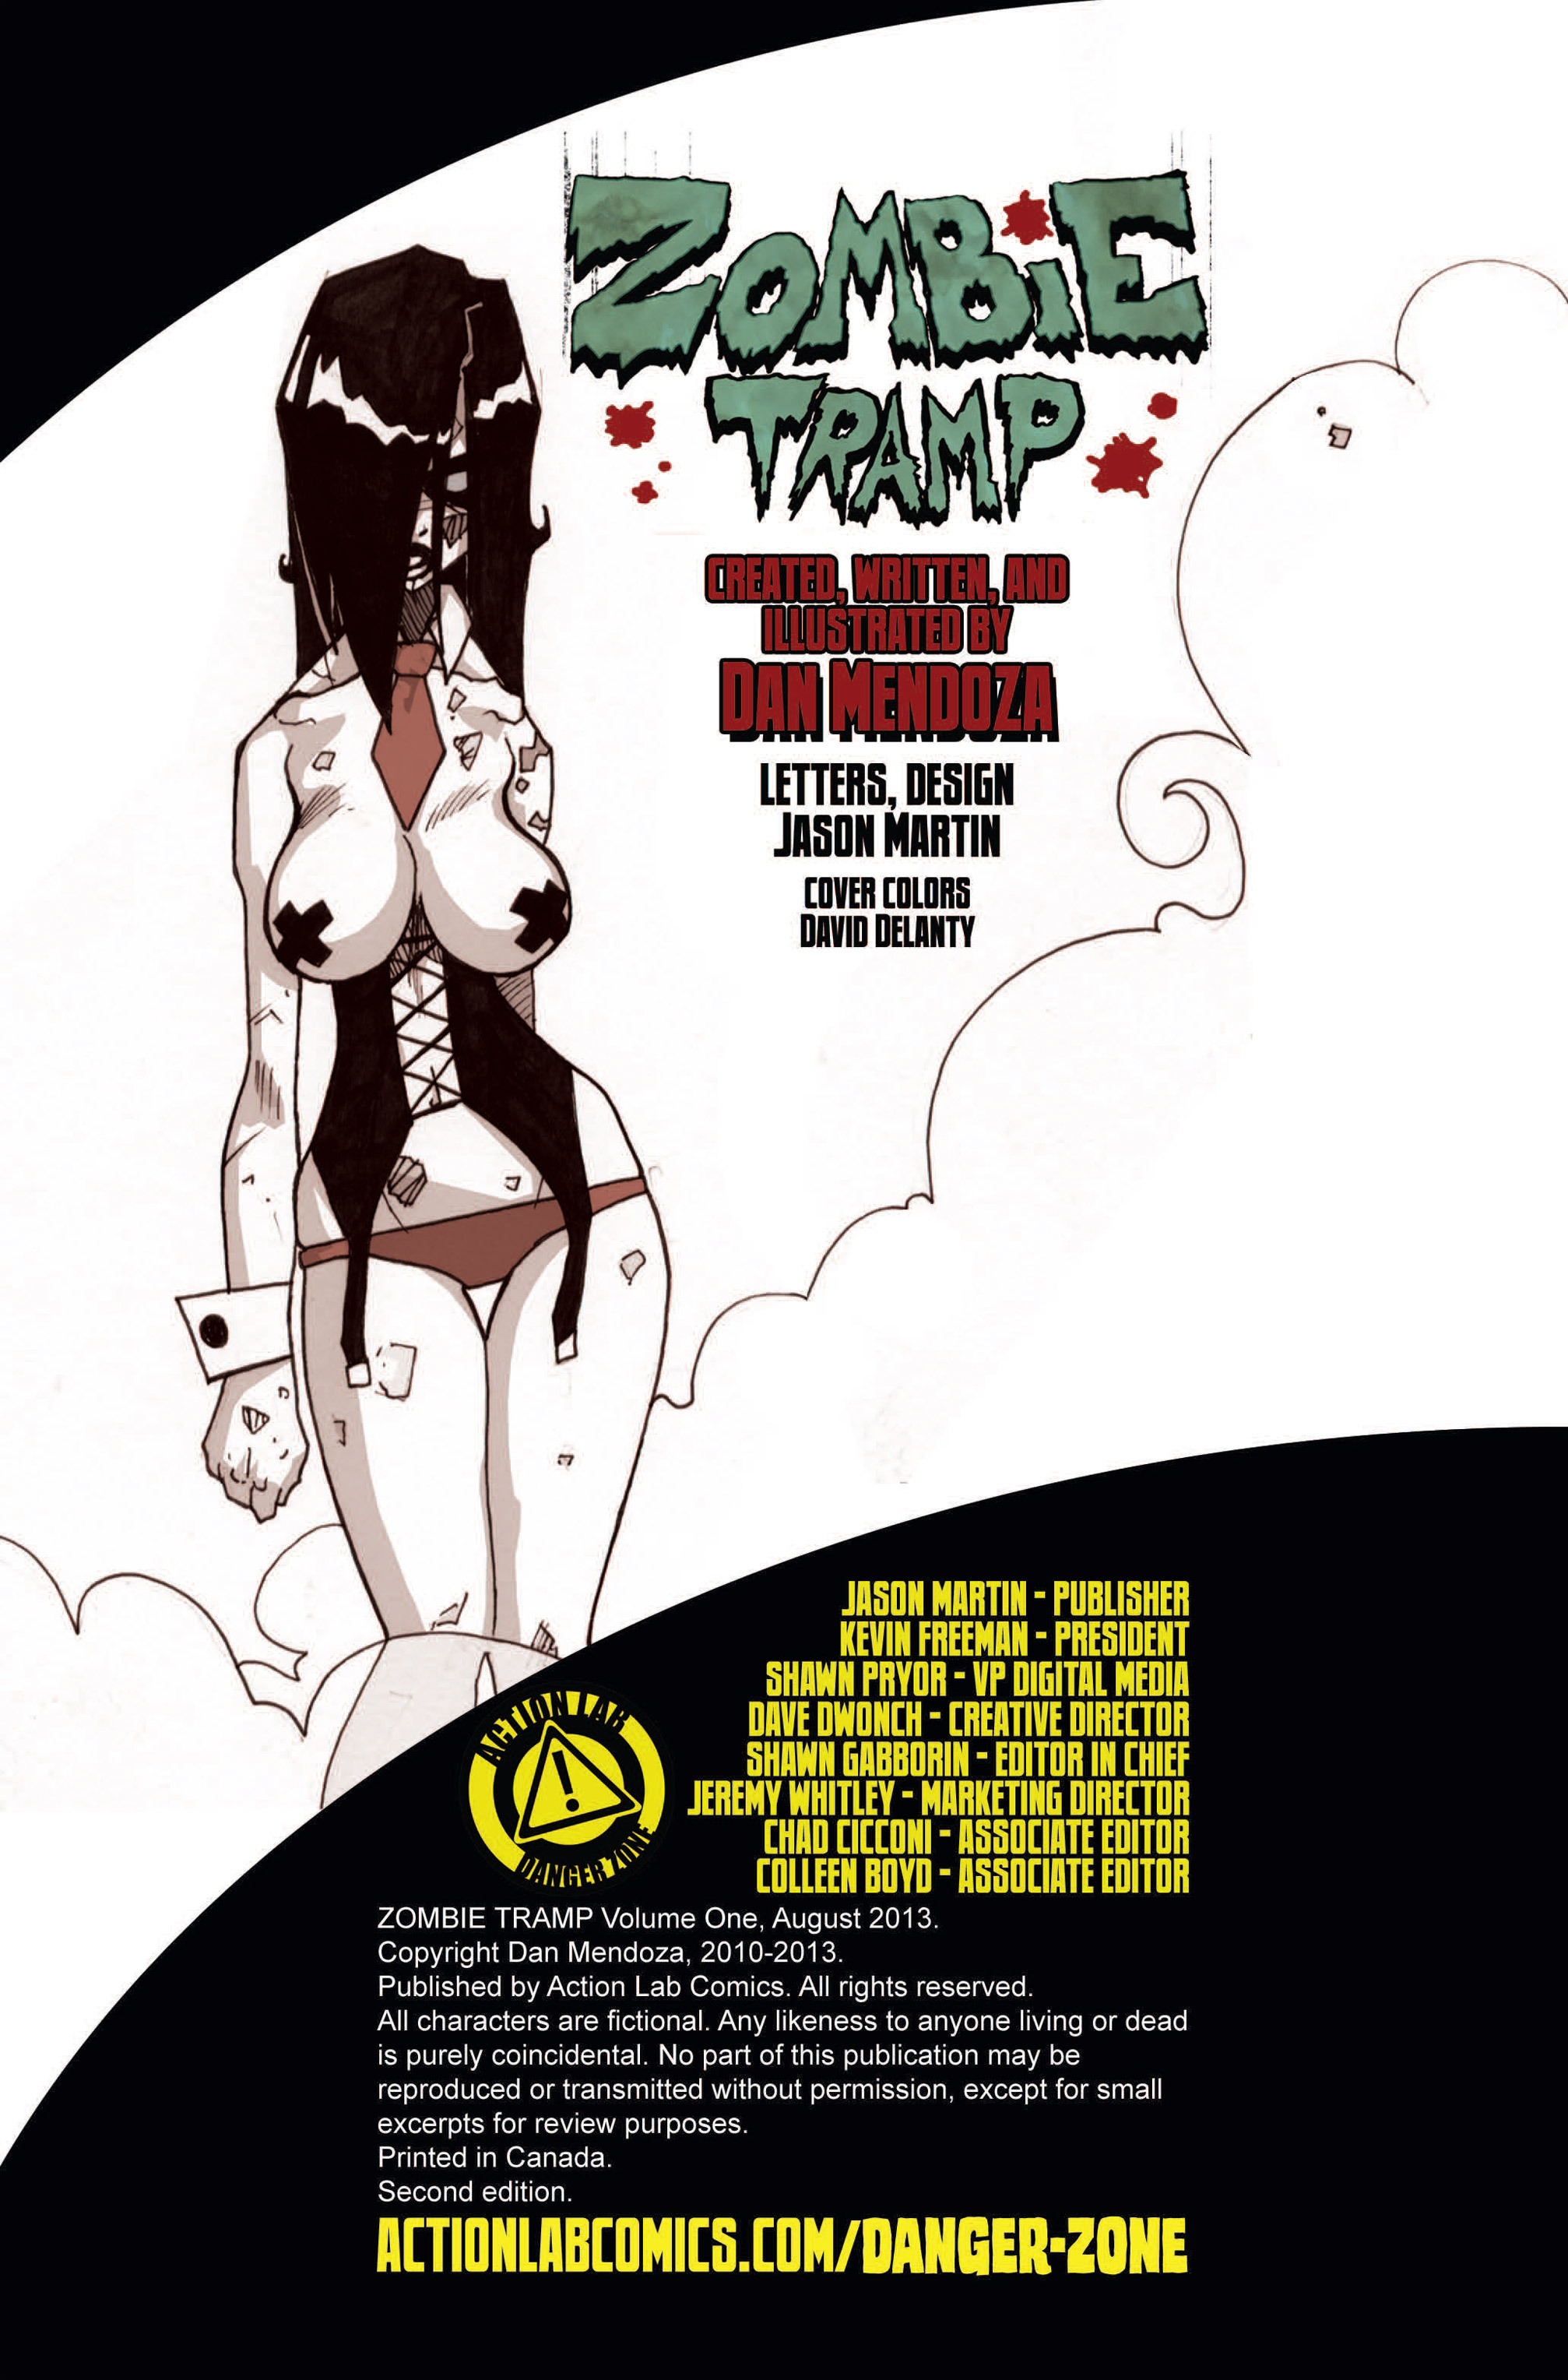 ZOMBiE
TRAMP
CREATED, WRITTEN, AND
ILLUSTRATED BY
DAN MENDOZA
LETTERS, DESIGN
JASON MARTIN
COVER COLORS
DAVID DELANTY
JASON MARTIN - PUBLISHER
KEVIN FREEMAN - PRESIDENT
SHAWN PRYOR - VP DIGITAL MEDIA
DAVE DWONCH - CREATIVE DIRECTOR
SHAWN GABBORIN - EDITOR IN CHIEF
JEREMY WHITLEY - MARKETING DIRECTOR
CHAD CICCONI - ASSOCIATE EDITOR
COLLEEN BOYD - ASSOCIATE EDITOR
ACTION LAB
!
DANGER ZONE
ZOMBIE TRAMP Volume One, August 2013.
Copyright Dan Mendoza, 2010-2013.
Published by Action Lab Comics. All rights reserved.
All characters are fictional. Any likeness to anyone living or dead
is purely coincidental. No part of this publication may be
reproduced or transmitted without permission, except for small
excerpts for review purposes.
Printed in Canada.
Second edition.
ACTIONLABCOMICS.COM/DANGER-ZONE